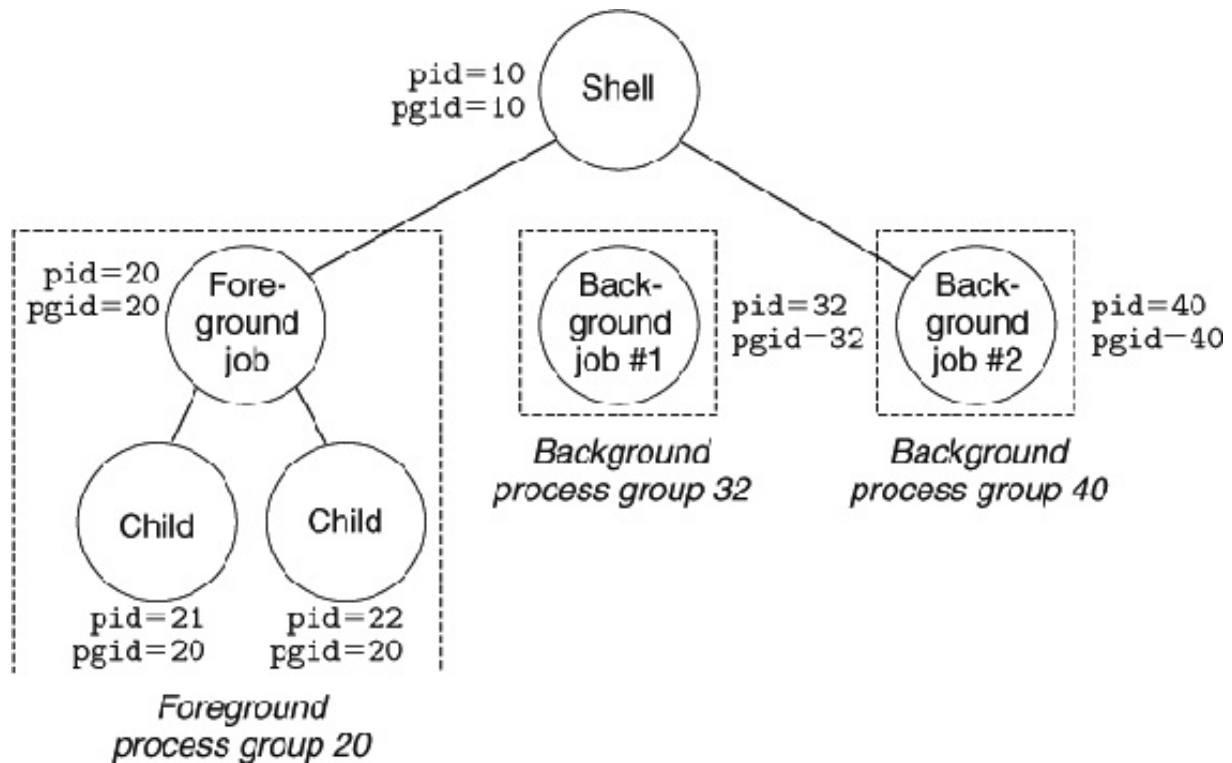 pid=10
pgid=10
Shell
pid=20
pgid=20
Fore-
ground
job
Back-
ground
job #1
pid=32
pgid=32
Back-
ground
job #2
pid=40
pgid=40
Background
process group 32
Background
process group 40
Child
Child
pid=21
pgid=20
pid=22
pgid=20
Foreground
process group 20